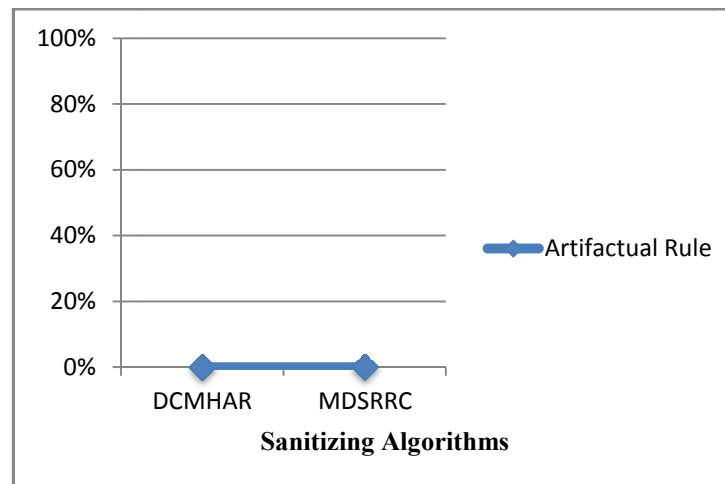 100%
80%
60%
40%
20%
0%
DCMHAR MDSRRC
Sanitizing Algorithms
Artifactual Rule